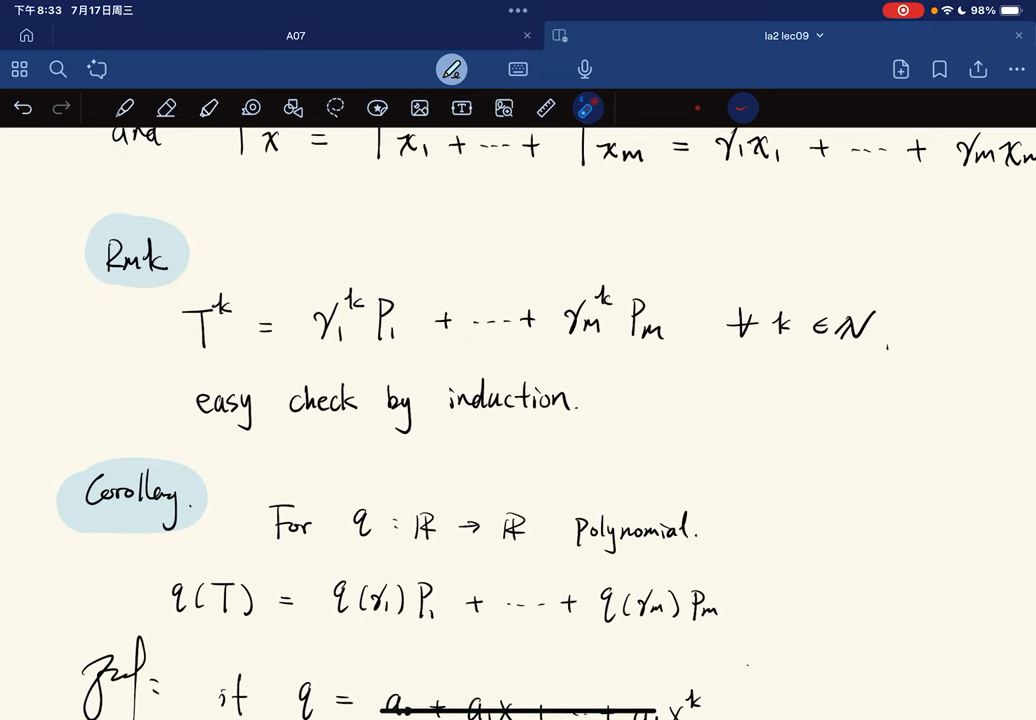 下午8:33 7月17日周三
98%
A07
la2 lec09
and Tx = Tx₁ + --- + Txₘ = γ₁x₁ + --- + γₘxₘ
Rmk
Tᵏ = γ₁ᵏ P₁ + ---- + γₘᵏ Pₘ ∀ k ∈ ℕ.
easy check by induction.
Corollary.
For q : ℝ → ℝ polynomial.
q(T) = q(γ₁) P₁ + --- + q(γₘ) Pₘ
if q =